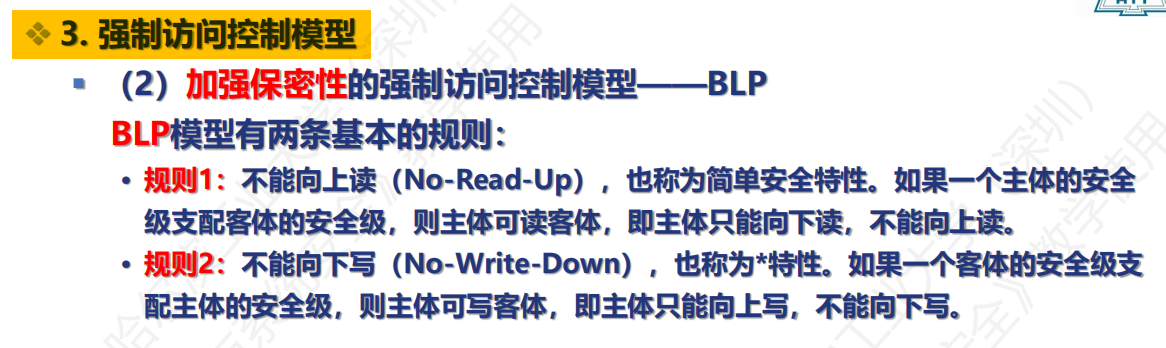 ❖ 3. 强制访问控制模型
▪ （2）加强保密性的强制访问控制模型——BLP
BLP模型有两条基本的规则：
• 规则1：不能向上读（No-Read-Up），也称为简单安全特性。如果一个主体的安全
级支配客体的安全级，则主体可读客体，即主体只能向下读，不能向上读。
• 规则2：不能向下写（No-Write-Down），也称为*特性。如果一个客体的安全级支
配主体的安全级，则主体可写客体，即主体只能向上写，不能向下写。